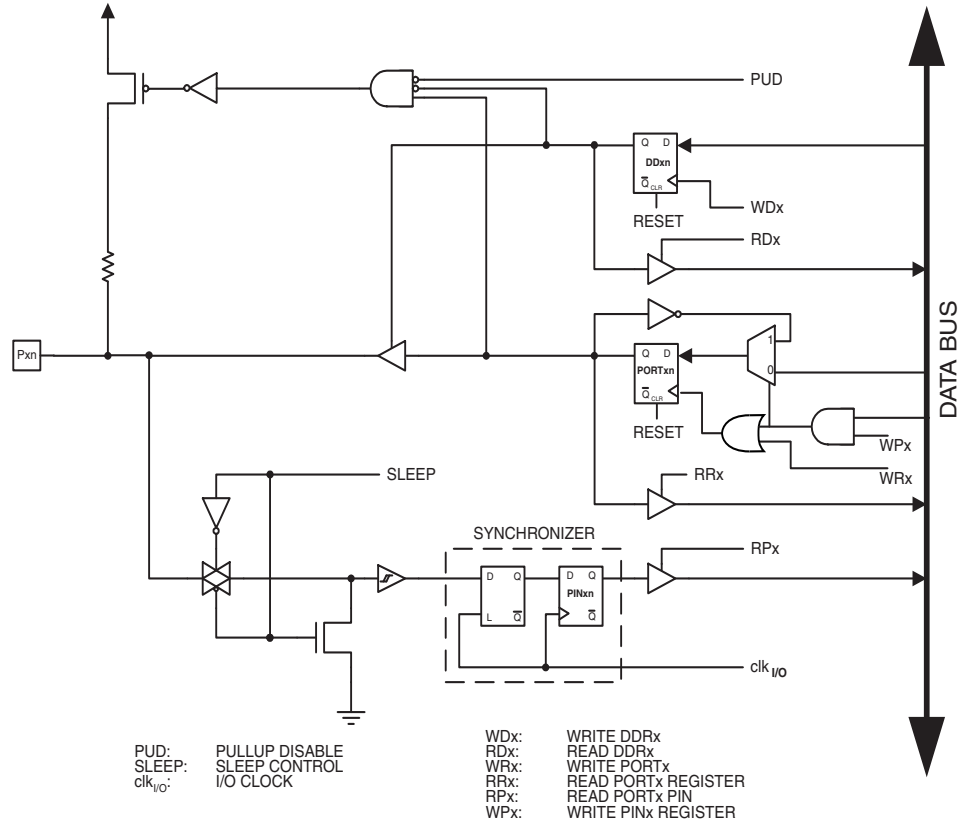 PUD
Q D
DDxn
Q CLR
WDx
RESET
RDx
Pxn
1
Q D
PORTxn
0
Q CLR
RESET
WPx
WRx
DATA BUS
SLEEP
RRx
SYNCHRONIZER
RPx
D Q
D Q
PINxn
L Q
Q
clk I/O
PUD: PULLUP DISABLE
SLEEP: SLEEP CONTROL
clkI/O: I/O CLOCK
WDx: WRITE DDRx
RDx: READ DDRx
WRx: WRITE PORTx
RRx: READ PORTx REGISTER
RPx: READ PORTx PIN
WPx: WRITE PINx REGISTER